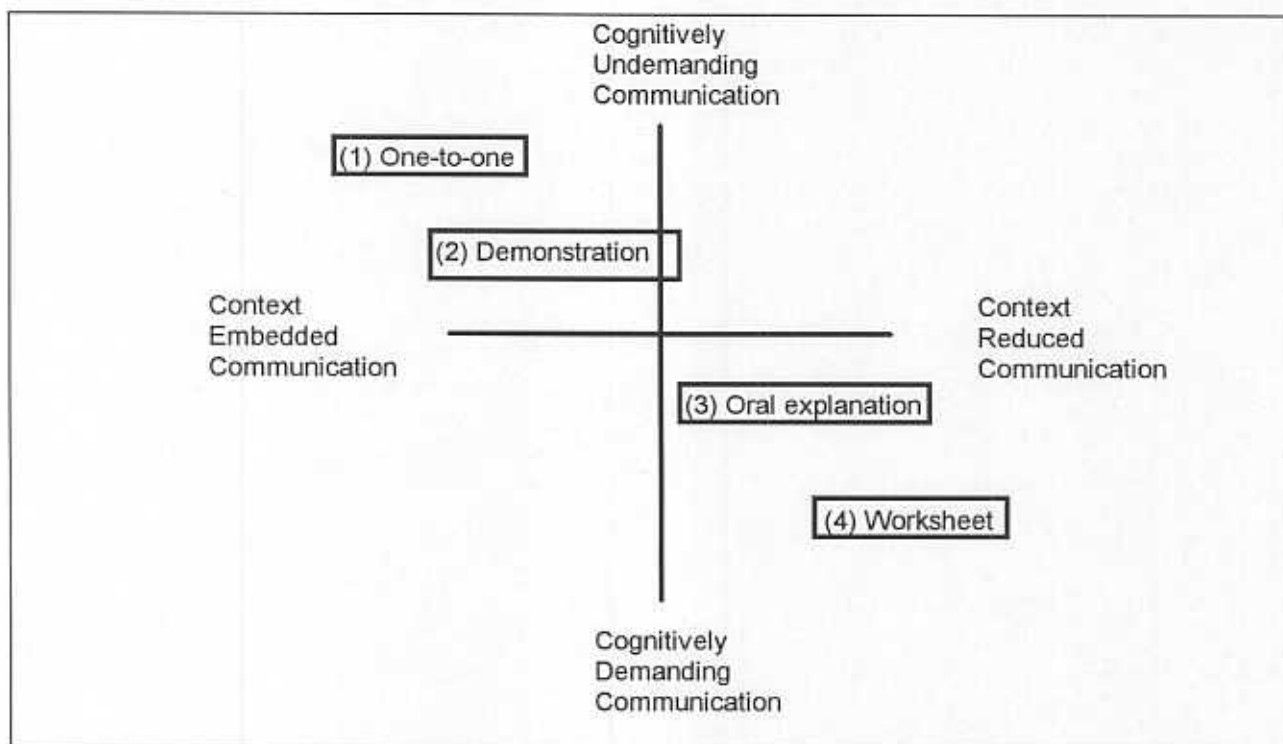 Cognitively
Undemanding
Communication
(1) One-to-one
(2) Demonstration
Context
Embedded
Communication
Context
Reduced
Communication
(3) Oral explanation
(4) Worksheet
Cognitively
Demanding
Communication